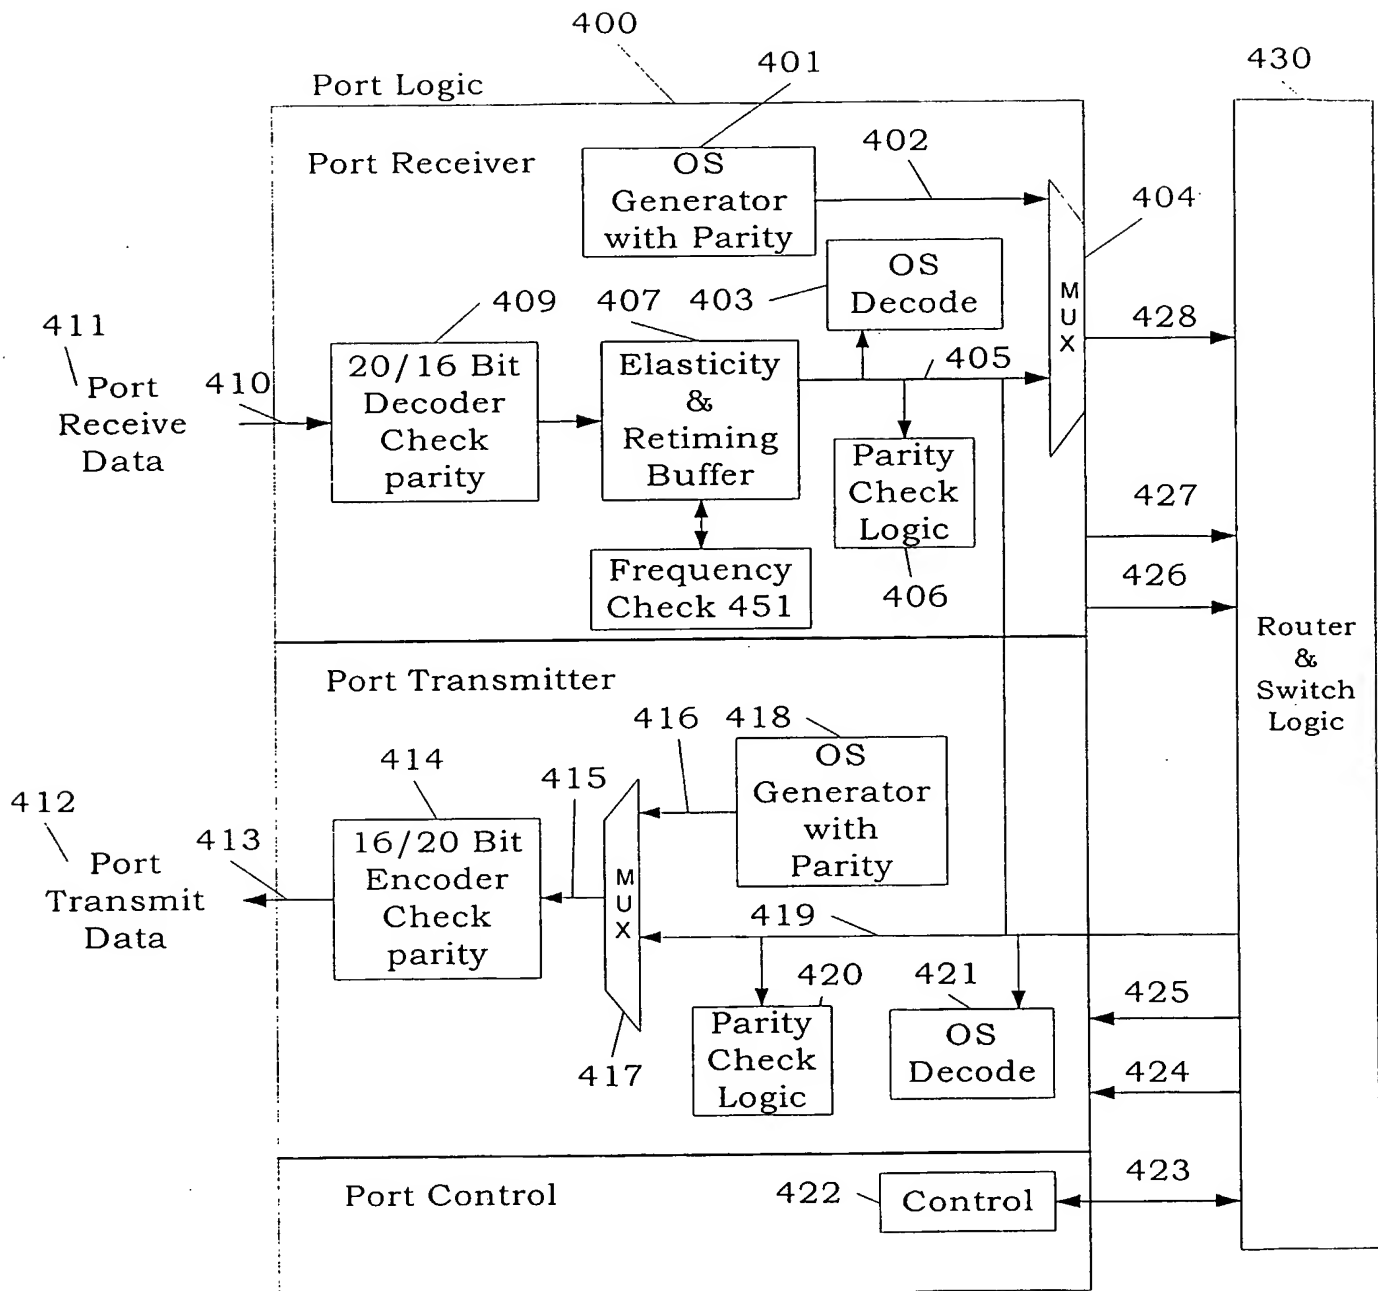 400
430
401
Port Logic
402
Port Receiver
OS
Generator
with Parity
404
OS
Decode
409
407
403
MUX
428
411
Port
Receive
Data
410
20/16 Bit
Decoder
Check
parity
Elasticity
&
Retiming
Buffer
405
Parity
Check
Logic
427
Frequency
Check 451
406
426
Router
&
Switch
Logic
Port Transmitter
416
418
OS
Generator
with
Parity
414
415
412
Port
Transmit
Data
413
16/20 Bit
Encoder
Check
parity
MUX
419
420
421
425
Parity
Check
Logic
OS
Decode
417
424
Port Control
422
Control
423